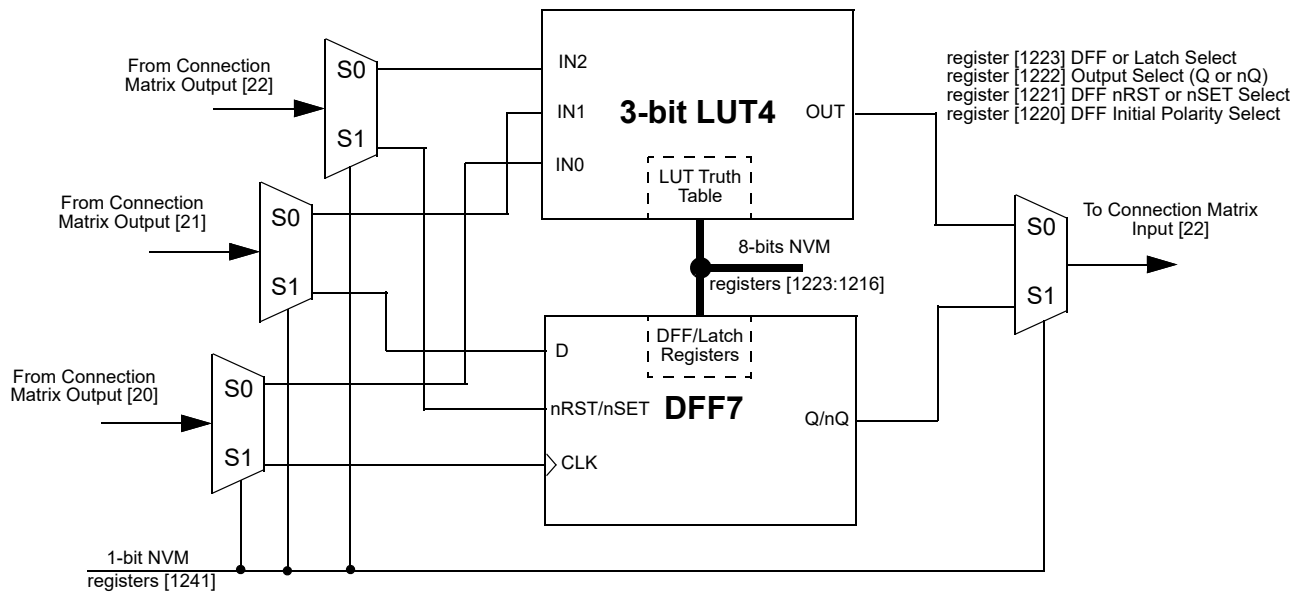 From Connection
Matrix Output [22]
S0
S1
IN2
IN1
IN0
3-bit LUT4
OUT
LUT Truth
Table
register [1223] DFF or Latch Select
register [1222] Output Select (Q or nQ)
register [1221] DFF nRST or nSET Select
register [1220] DFF Initial Polarity Select
From Connection
Matrix Output [21]
S0
S1
8-bits NVM
registers [1223:1216]
S0
S1
To Connection Matrix
Input [22]
From Connection
Matrix Output [20]
S0
S1
D
nRST/nSET
CLK
DFF/Latch
Registers
DFF7
Q/nQ
1-bit NVM
registers [1241]